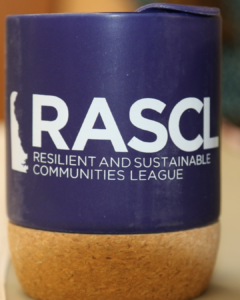 RASCL
RESILIENT AND SUSTAINABLE
COMMUNITIES LEAGUE